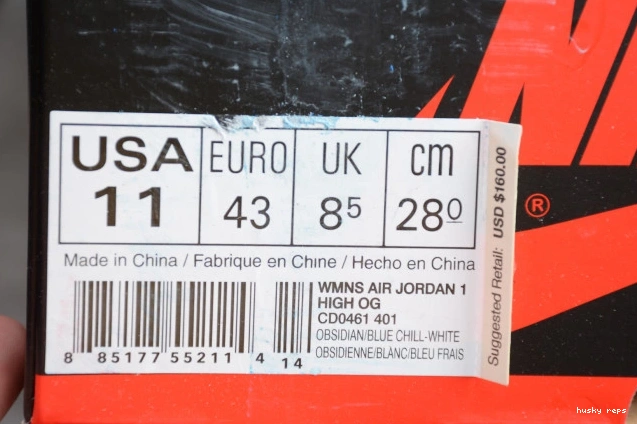 USA EURO UK cm
11 43 85 280
Made in China / Fabrique en Chine / Hecho en China
WMNS AIR JORDAN 1
HIGH OG
CD0461 401
OBSIDIAN/BLUE CHILL-WHITE
OBSIDIENNE/BLANC/BLEU FRAIS
8 85177 55211 4 14
Suggested Retail: USD $160.00
®
husky reps